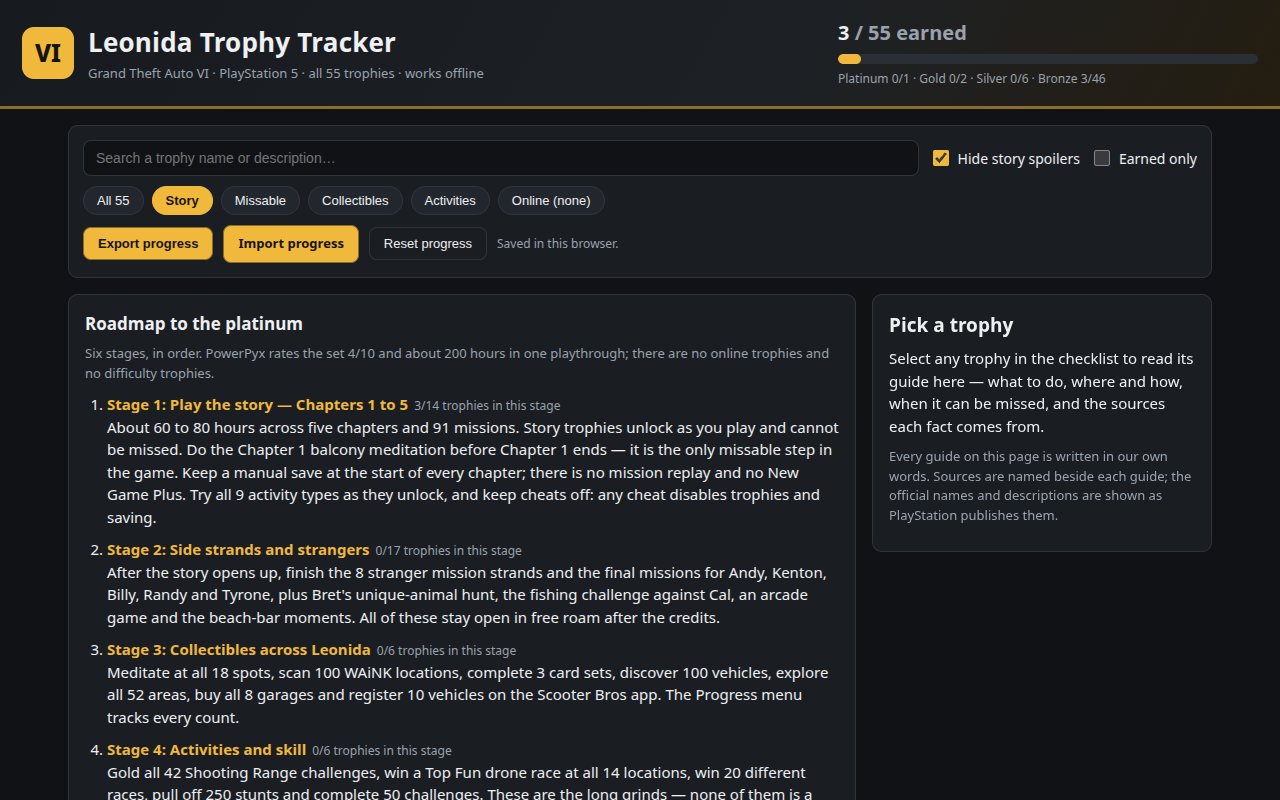 VI
Leonida Trophy Tracker
Grand Theft Auto VI · PlayStation 5 · all 55 trophies · works offline
3 / 55 earned
Platinum 0/1 · Gold 0/2 · Silver 0/6 · Bronze 3/46
Search a trophy name or description…
Hide story spoilers
Earned only
All 55
Story
Missable
Collectibles
Activities
Online (none)
Export progress
Import progress
Reset progress
Saved in this browser.
Roadmap to the platinum
Six stages, in order. PowerPyx rates the set 4/10 and about 200 hours in one playthrough; there are no online trophies and
no difficulty trophies.
1. Stage 1: Play the story — Chapters 1 to 5 3/14 trophies in this stage
About 60 to 80 hours across five chapters and 91 missions. Story trophies unlock as you play and cannot
be missed. Do the Chapter 1 balcony meditation before Chapter 1 ends — it is the only missable step in
the game. Keep a manual save at the start of every chapter; there is no mission replay and no New
Game Plus. Try all 9 activity types as they unlock, and keep cheats off: any cheat disables trophies and
saving.
2. Stage 2: Side strands and strangers 0/17 trophies in this stage
After the story opens up, finish the 8 stranger mission strands and the final missions for Andy, Kenton,
Billy, Randy and Tyrone, plus Bret's unique-animal hunt, the fishing challenge against Cal, an arcade
game and the beach-bar moments. All of these stay open in free roam after the credits.
3. Stage 3: Collectibles across Leonida 0/6 trophies in this stage
Meditate at all 18 spots, scan 100 WAiNK locations, complete 3 card sets, discover 100 vehicles, explore
all 52 areas, buy all 8 garages and register 10 vehicles on the Scooter Bros app. The Progress menu
tracks every count.
4. Stage 4: Activities and skill 0/6 trophies in this stage
Gold all 42 Shooting Range challenges, win a Top Fun drone race at all 14 locations, win 20 different
races, pull off 250 stunts and complete 50 challenges. These are the long grinds — none of them is a
Pick a trophy
Select any trophy in the checklist to read its
guide here — what to do, where and how,
when it can be missed, and the sources
each fact comes from.
Every guide on this page is written in our own
words. Sources are named beside each guide; the
official names and descriptions are shown as
PlayStation publishes them.